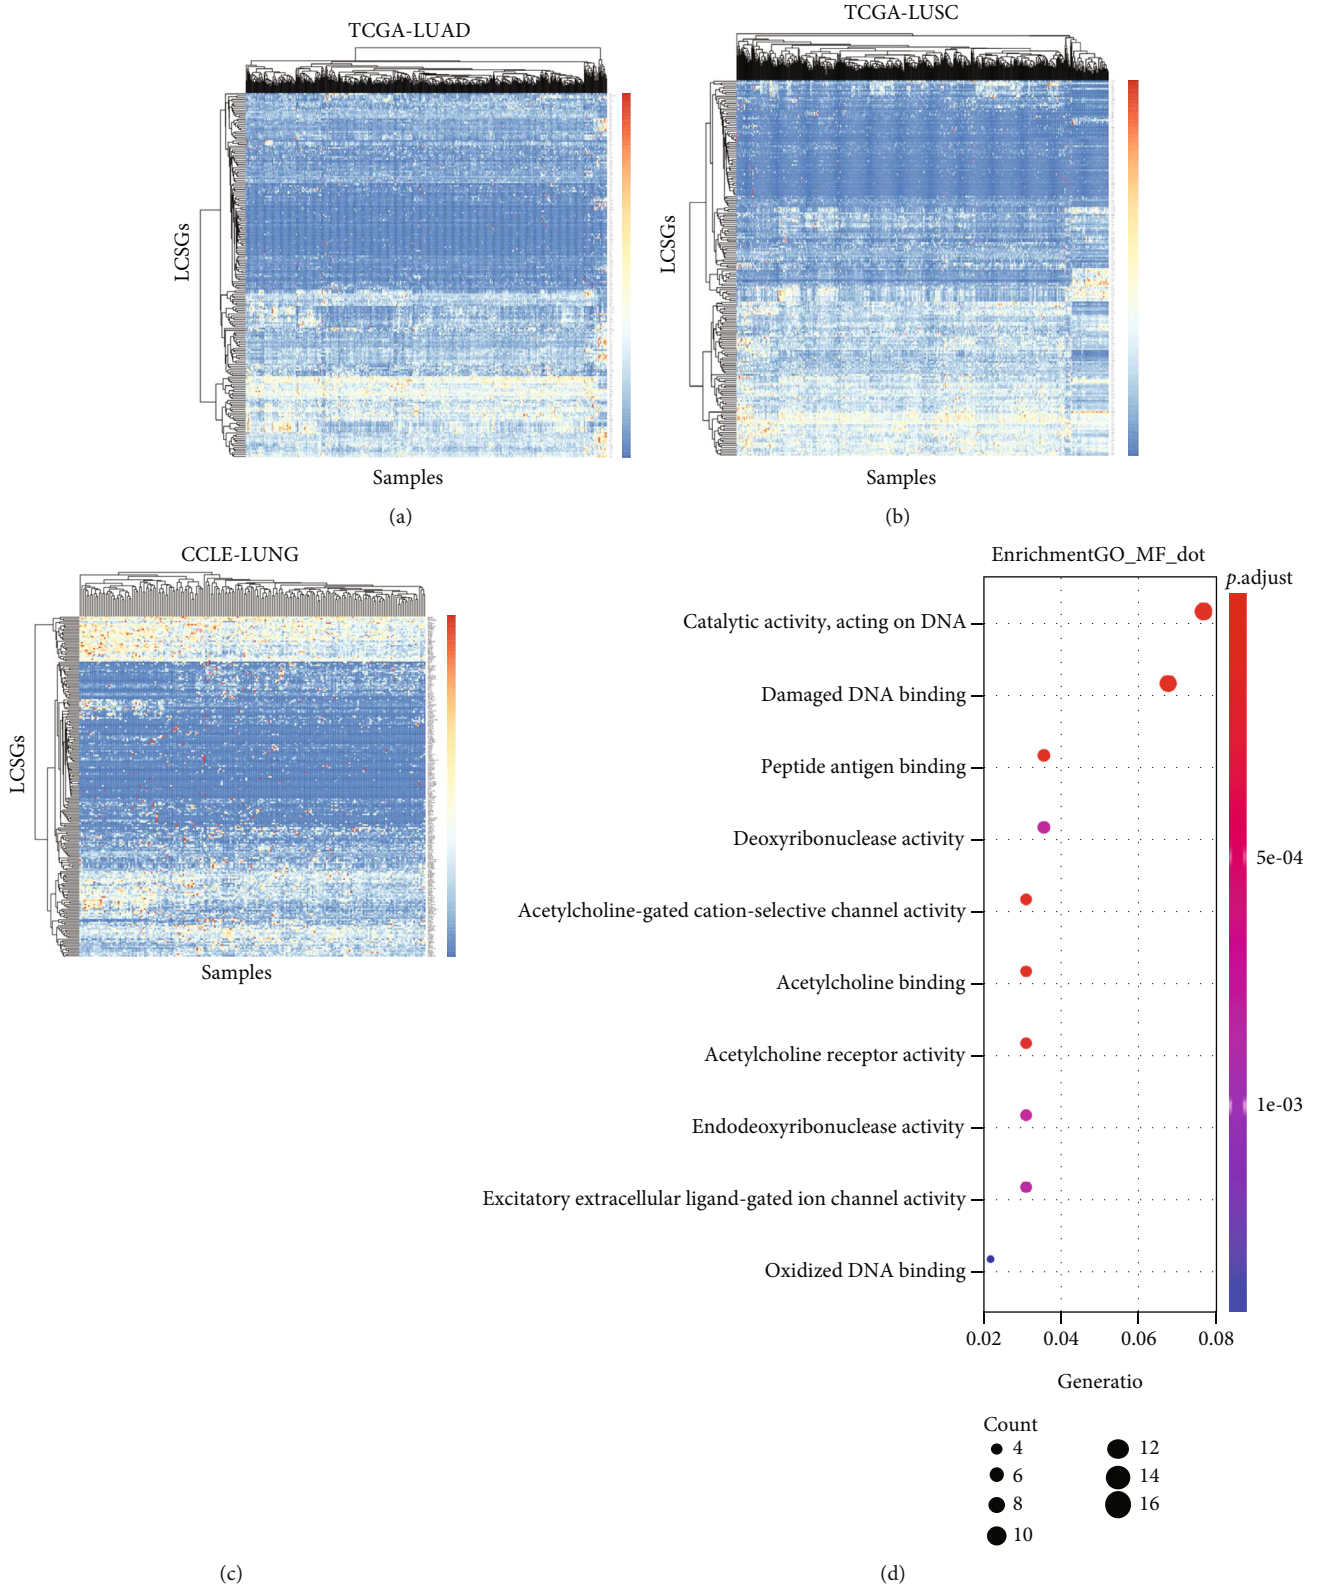 TCGA-LUAD
LCSGs
Samples
(a)
TCGA-LUSC
LCSGs
Samples
(b)
CCLE-LUNG
LCSGs
Samples
(c)
EnrichmentGO_MF_dot
p.adjust
Catalytic activity, acting on DNA
Damaged DNA binding
Peptide antigen binding
Deoxyribonuclease activity
Acetylcholine-gated cation-selective channel activity
Acetylcholine binding
Acetylcholine receptor activity
Endodeoxyribonuclease activity
Excitatory extracellular ligand-gated ion channel activity
Oxidized DNA binding
5e-04
1e-03
0.02 0.04 0.06 0.08
Generatio
Count
4
6
8
10
12
14
16
(d)